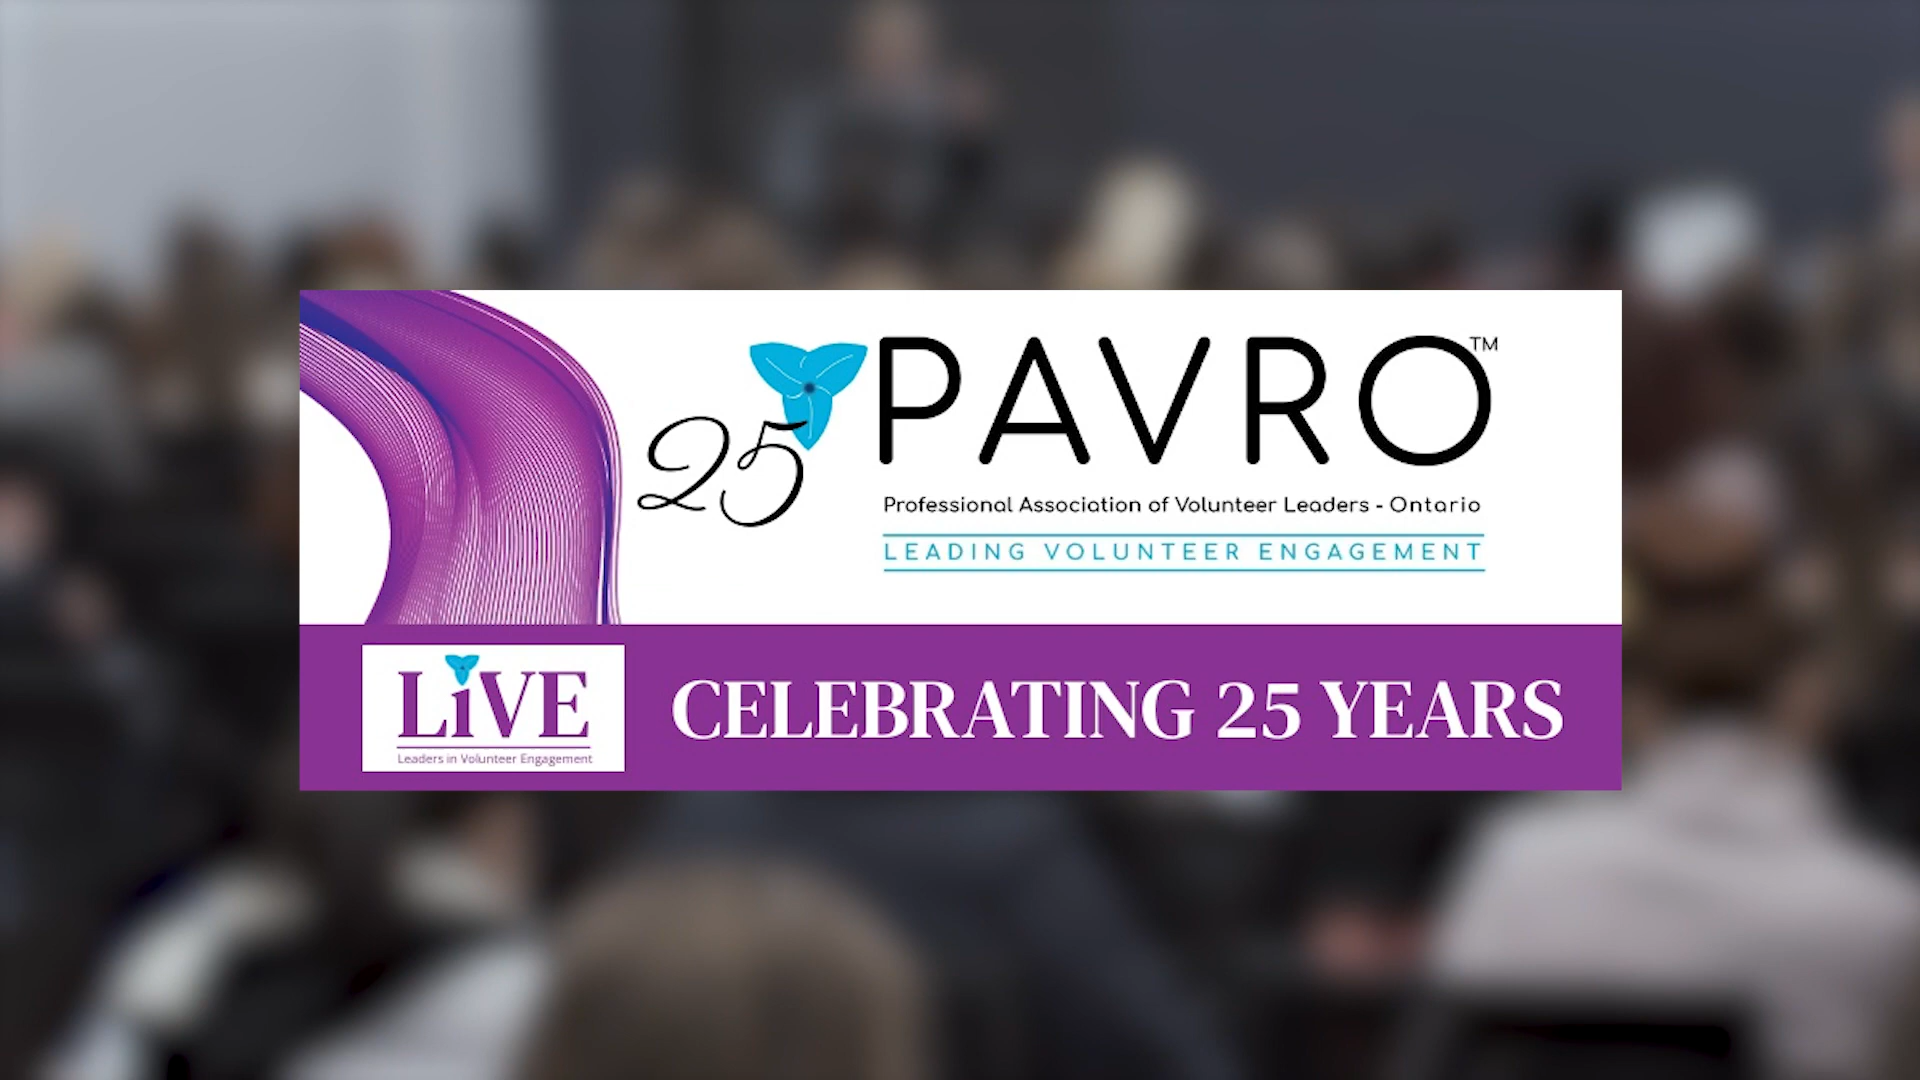 25 PAVRO™
Professional Association of Volunteer Leaders - Ontario
LEADING VOLUNTEER ENGAGEMENT
LiVE
Leaders in Volunteer Engagement
CELEBRATING 25 YEARS